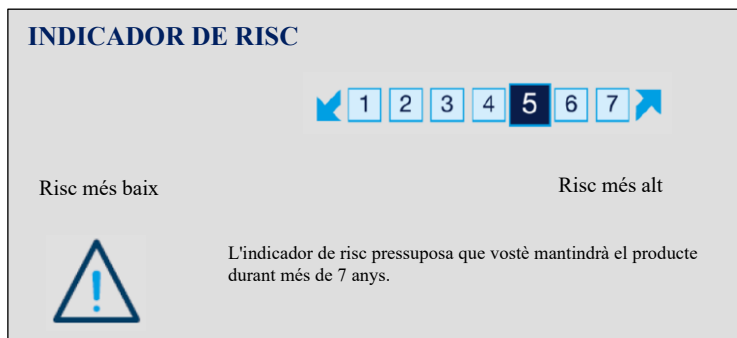 INDICADOR DE RISC
1 2 3 4 5 6 7
Risc més baix
Risc més alt
L'indicador de risc pressuposa que vostè mantindrà el producte
durant més de 7 anys.